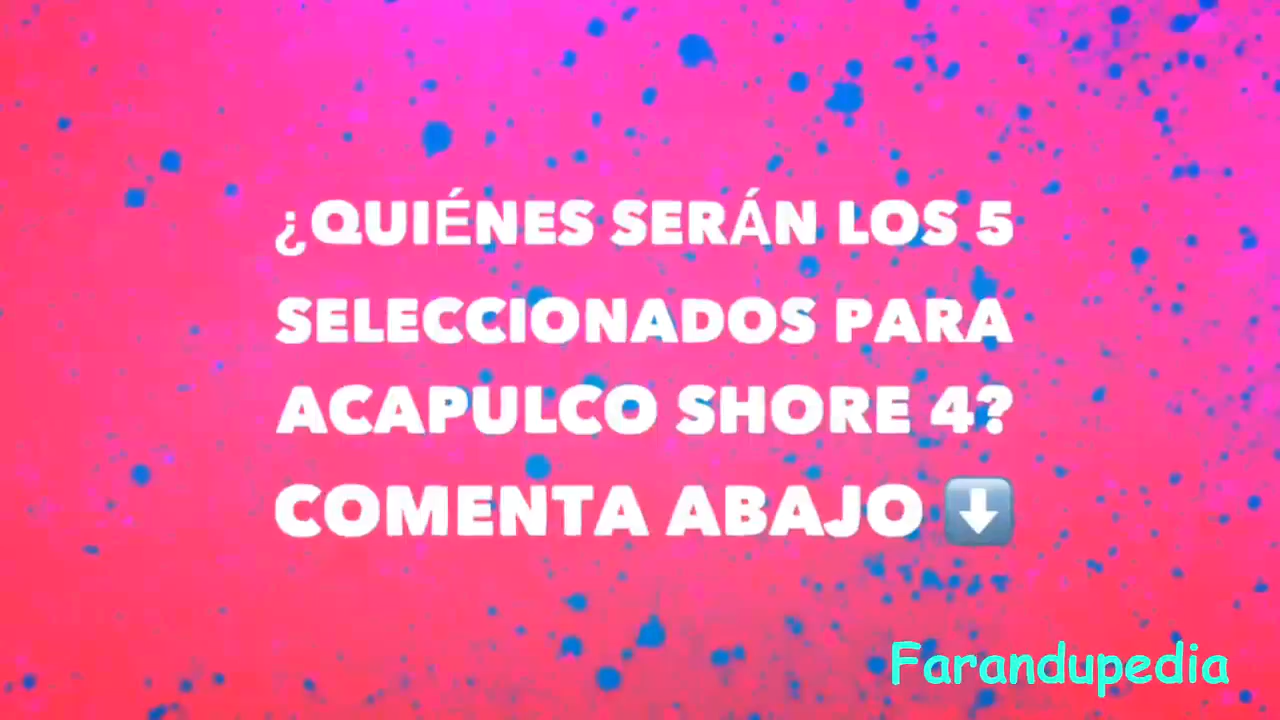 ¿QUIÉNES SERÁN LOS 5
SELECCIONADOS PARA
ACAPULCO SHORE 4?
COMENTA ABAJO ⬇️
Farandupedia